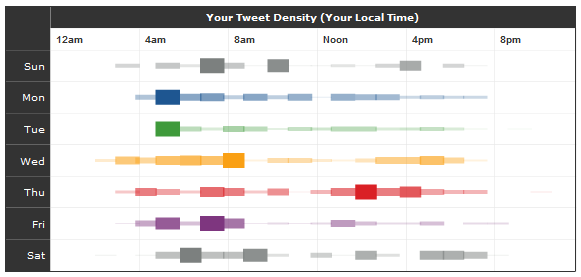 Your Tweet Density (Your Local Time)
12am 4am 8am Noon 4pm 8pm
Sun
Mon
Tue
Wed
Thu
Fri
Sat